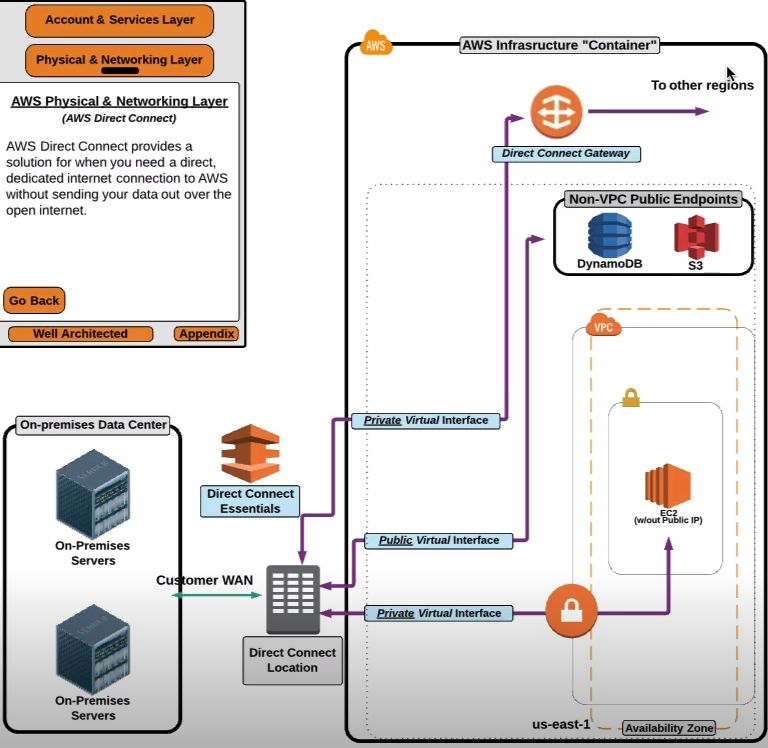 Account & Services Layer
Physical & Networking Layer
AWS Physical & Networking Layer
(AWS Direct Connect)
AWS Direct Connect provides a
solution for when you need a direct,
dedicated internet connection to AWS
without sending your data out over the
open internet.
Go Back
Well Architected
Appendix
AWS
AWS Infrasructure "Container"
To other regions
Direct Connect Gateway
Non-VPC Public Endpoints
DynamoDB
S3
VPC
Private Virtual Interface
On-premises Data Center
Direct Connect
Essentials
EC2
(w/out Public IP)
On-Premises
Servers
Public Virtual Interface
Customer WAN
Private Virtual Interface
Direct Connect
Location
On-Premises
Servers
us-east-1
Availability Zone